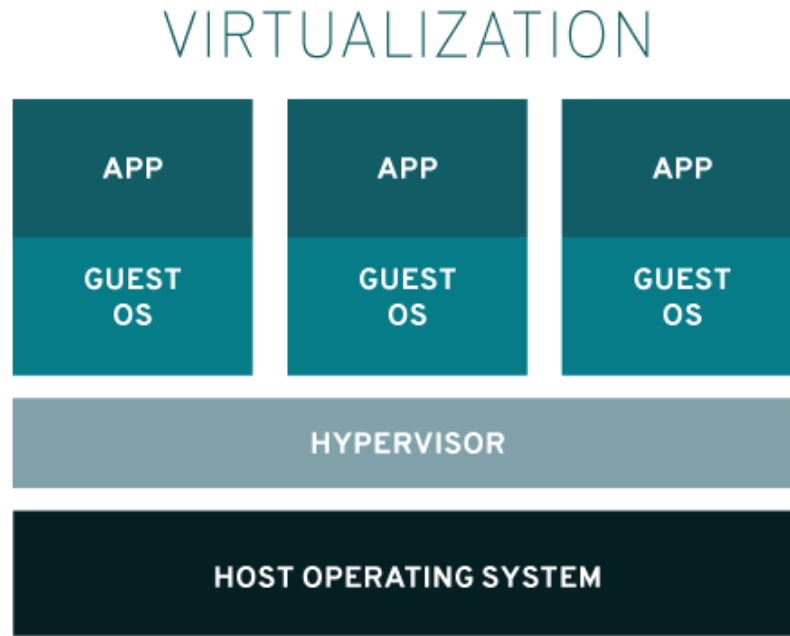 VIRTUALIZATION
APP
APP
APP
GUEST
OS
GUEST
OS
GUEST
OS
HYPERVISOR
HOST OPERATING SYSTEM